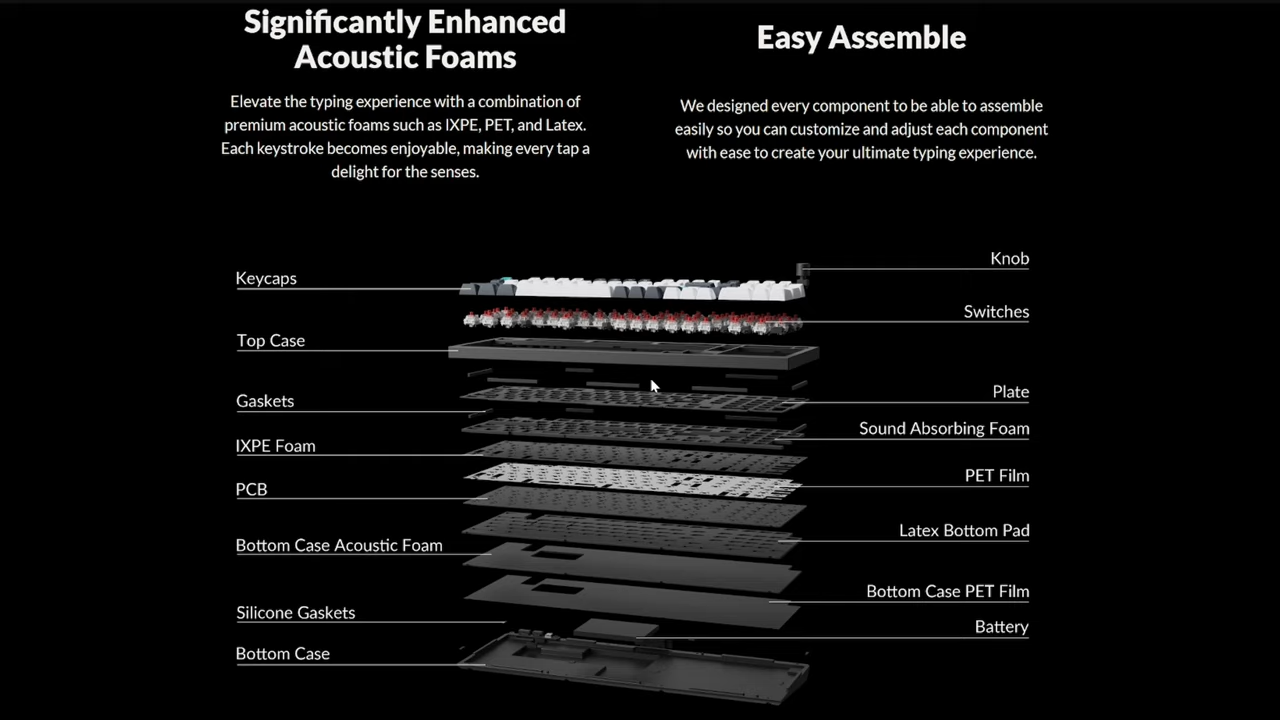 Significantly Enhanced
Acoustic Foams
Elevate the typing experience with a combination of
premium acoustic foams such as IXPE, PET, and Latex.
Each keystroke becomes enjoyable, making every tap a
delight for the senses.
Easy Assemble
We designed every component to be able to assemble
easily so you can customize and adjust each component
with ease to create your ultimate typing experience.
Keycaps
Top Case
Gaskets
IXPE Foam
PCB
Bottom Case Acoustic Foam
Silicone Gaskets
Bottom Case
Knob
Switches
Plate
Sound Absorbing Foam
PET Film
Latex Bottom Pad
Bottom Case PET Film
Battery